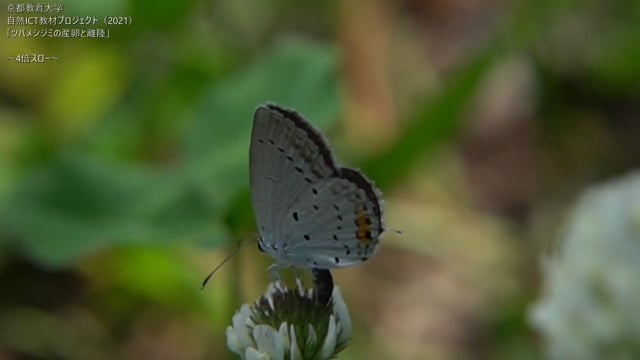 京都教育大学
自然ICT教材プロジェクト（2021）
「ツバメシジミの産卵と離陸」
～4倍スロー～